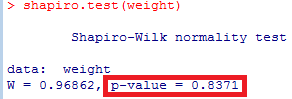 > shapiro.test(weight)
Shapiro-Wilk normality test
data:  weight
W = 0.96862, p-value = 0.8371